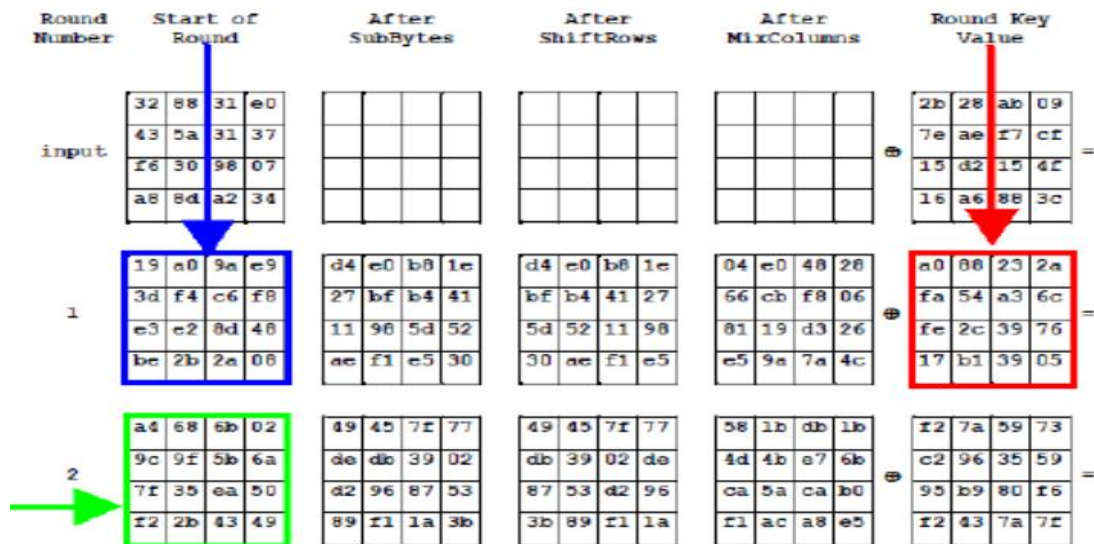 Round Number
Start of Round
After SubBytes
After ShiftRows
After MixColumns
Round Key Value
input
32 88 31 e0
43 5a 31 37
f6 30 98 07
a8 8d a2 34
⊕
2b 28 ab 09
7e ae f7 cf
15 d2 15 4f
16 a6 88 3c
=
1
19 a0 9a e9
3d f4 c6 f8
e3 e2 8d 48
be 2b 2a 08
d4 e0 b8 1e
27 bf b4 41
11 98 5d 52
ae f1 e5 30
d4 e0 b8 1e
bf b4 41 27
5d 52 11 98
30 ae f1 e5
04 e0 48 28
66 cb f8 06
81 19 d3 26
e5 9a 7a 4c
⊕
a0 88 23 2a
fa 54 a3 6c
fe 2c 39 76
17 b1 39 05
=
2
a4 68 6b 02
9c 9f 5b 6a
7f 35 ea 50
f2 2b 43 49
49 45 7f 77
de db 39 02
d2 96 87 53
89 f1 1a 3b
49 45 7f 77
db 39 02 de
87 53 d2 96
3b 89 f1 1a
58 1b db 1b
4d 4b e7 6b
ca 5a ca b0
f1 ac a8 e5
⊕
f2 7a 59 73
c2 96 35 59
95 b9 80 f6
f2 43 7a 7f
=